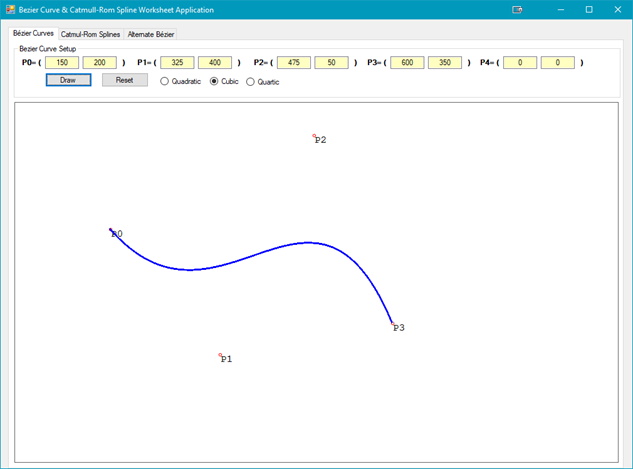 Bezier Curve & Catmull-Rom Spline Worksheet Application
Bézier Curves Catmul-Rom Splines Alternate Bézier
Bezier Curve Setup
P0= ( 150 200 ) P1= ( 325 400 ) P2= ( 475 50 ) P3= ( 600 350 ) P4= ( 0 0 )
Draw Reset Quadratic Cubic Quartic
P2
P0
P3
P1